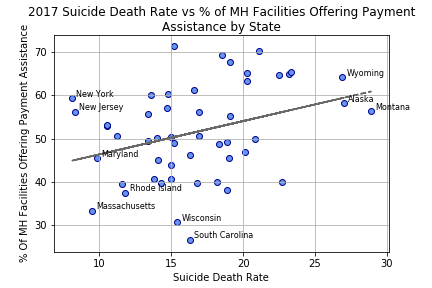 2017 Suicide Death Rate vs % of MH Facilities Offering Payment
Assistance by State
% Of MH Facilities Offering Payment Assistance
70
60
50
40
30
Wyoming
New York
Alaska
New Jersey
Montana
Maryland
Rhode Island
Massachusetts
Wisconsin
South Carolina
10
15
20
25
30
Suicide Death Rate